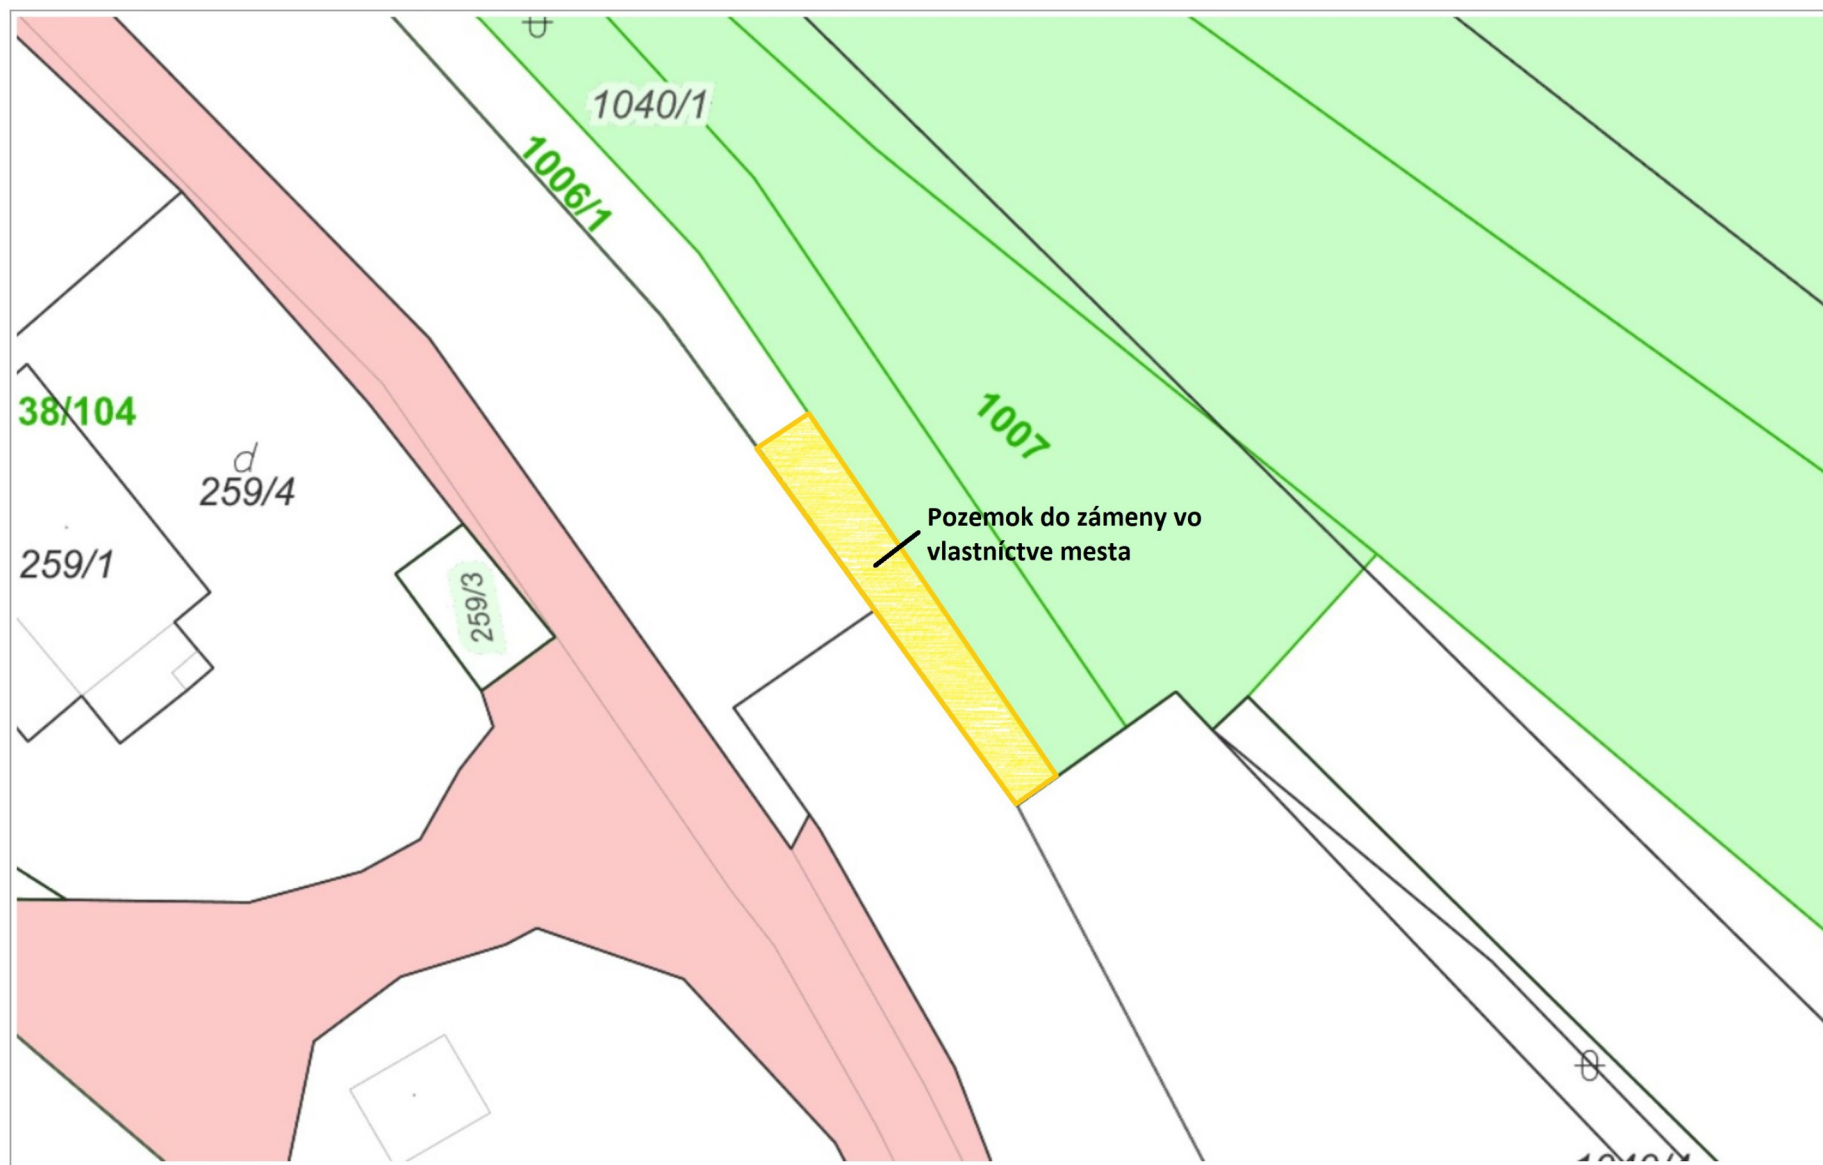 1040/1
1006/1
38/104
1007
d
259/4
Pozemok do zámeny vo
vlastníctve mesta
259/1
259/3